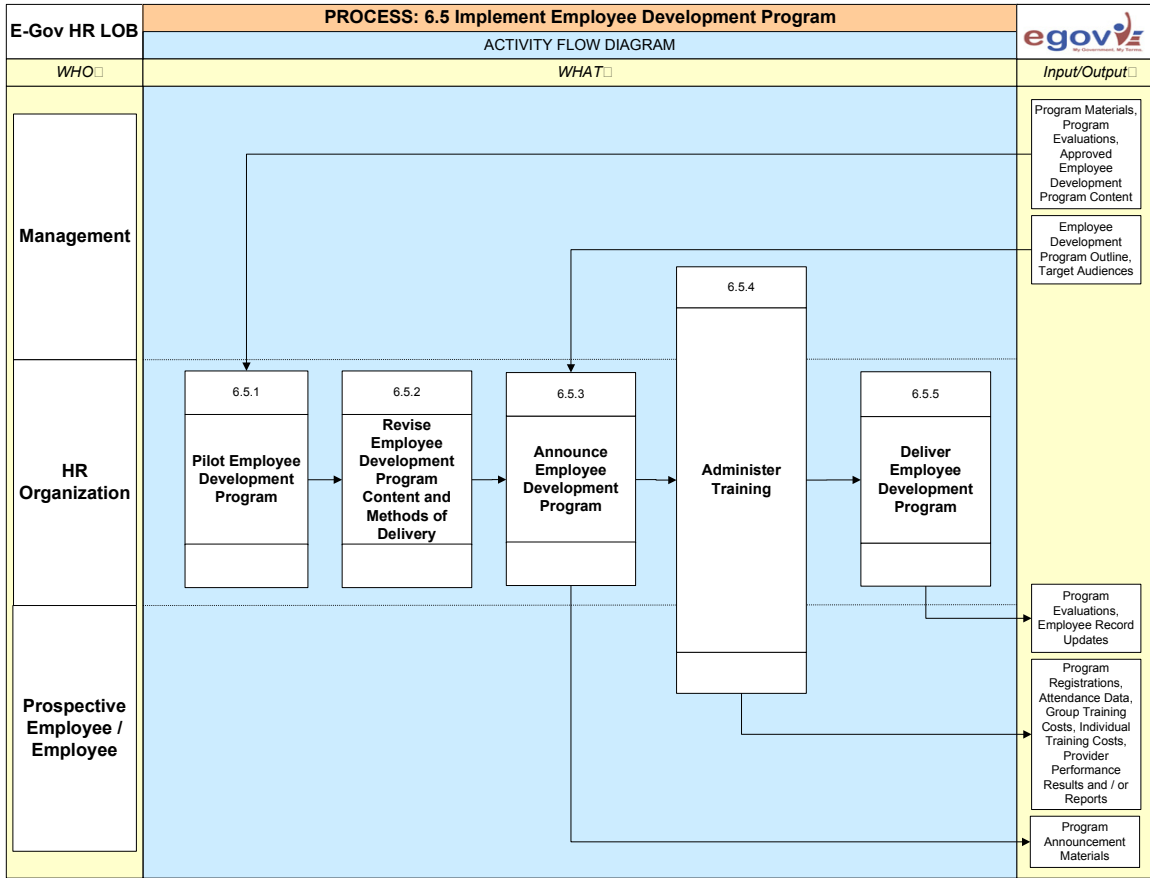 E-Gov HR LOB
PROCESS: 6.5 Implement Employee Development Program
ACTIVITY FLOW DIAGRAM
egov
My Government. My Terms.
WHO□
WHAT□
Input/Output□
Management
HR
Organization
Prospective
Employee /
Employee
6.5.1
Pilot Employee
Development
Program
6.5.2
Revise
Employee
Development
Program
Content and
Methods of
Delivery
6.5.3
Announce
Employee
Development
Program
6.5.4
Administer
Training
6.5.5
Deliver
Employee
Development
Program
Program Materials,
Program
Evaluations,
Approved
Employee
Development
Program Content
Employee
Development
Program Outline,
Target Audiences
Program
Evaluations,
Employee Record
Updates
Program
Registrations,
Attendance Data,
Group Training
Costs, Individual
Training Costs,
Provider
Performance
Results and / or
Reports
Program
Announcement
Materials